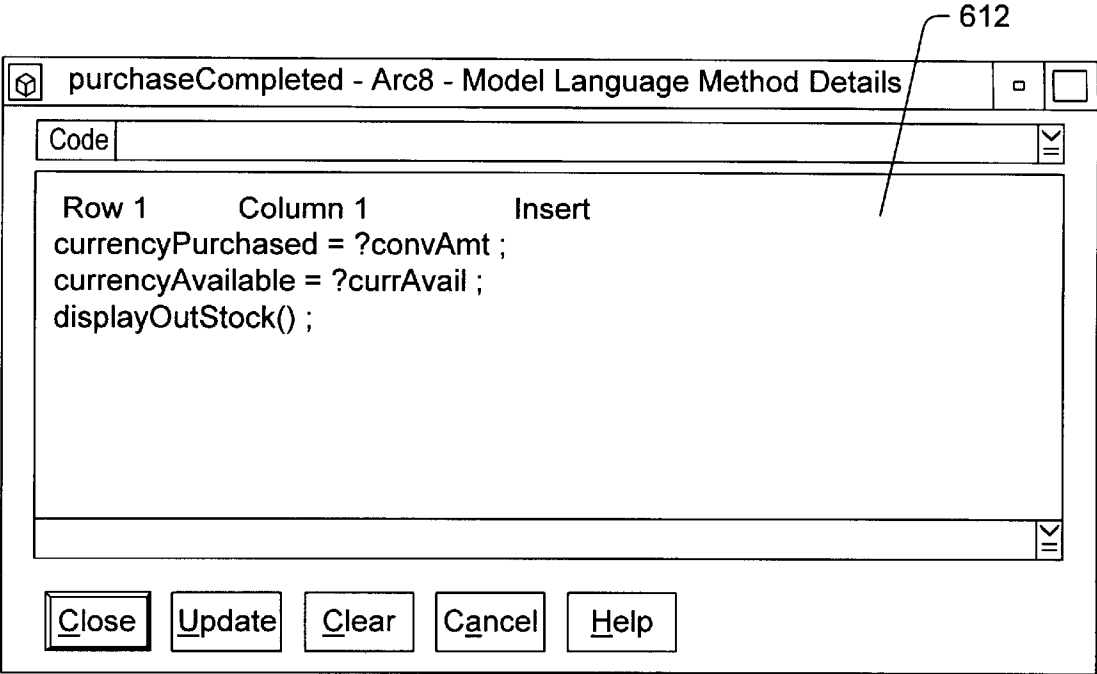 612
purchaseCompleted - Arc8 - Model Language Method Details
Code
Row 1 Column 1 Insert
currencyPurchased = ?convAmt ;
currencyAvailable = ?currAvail ;
displayOutStock() ;
Close Update Clear Cancel Help